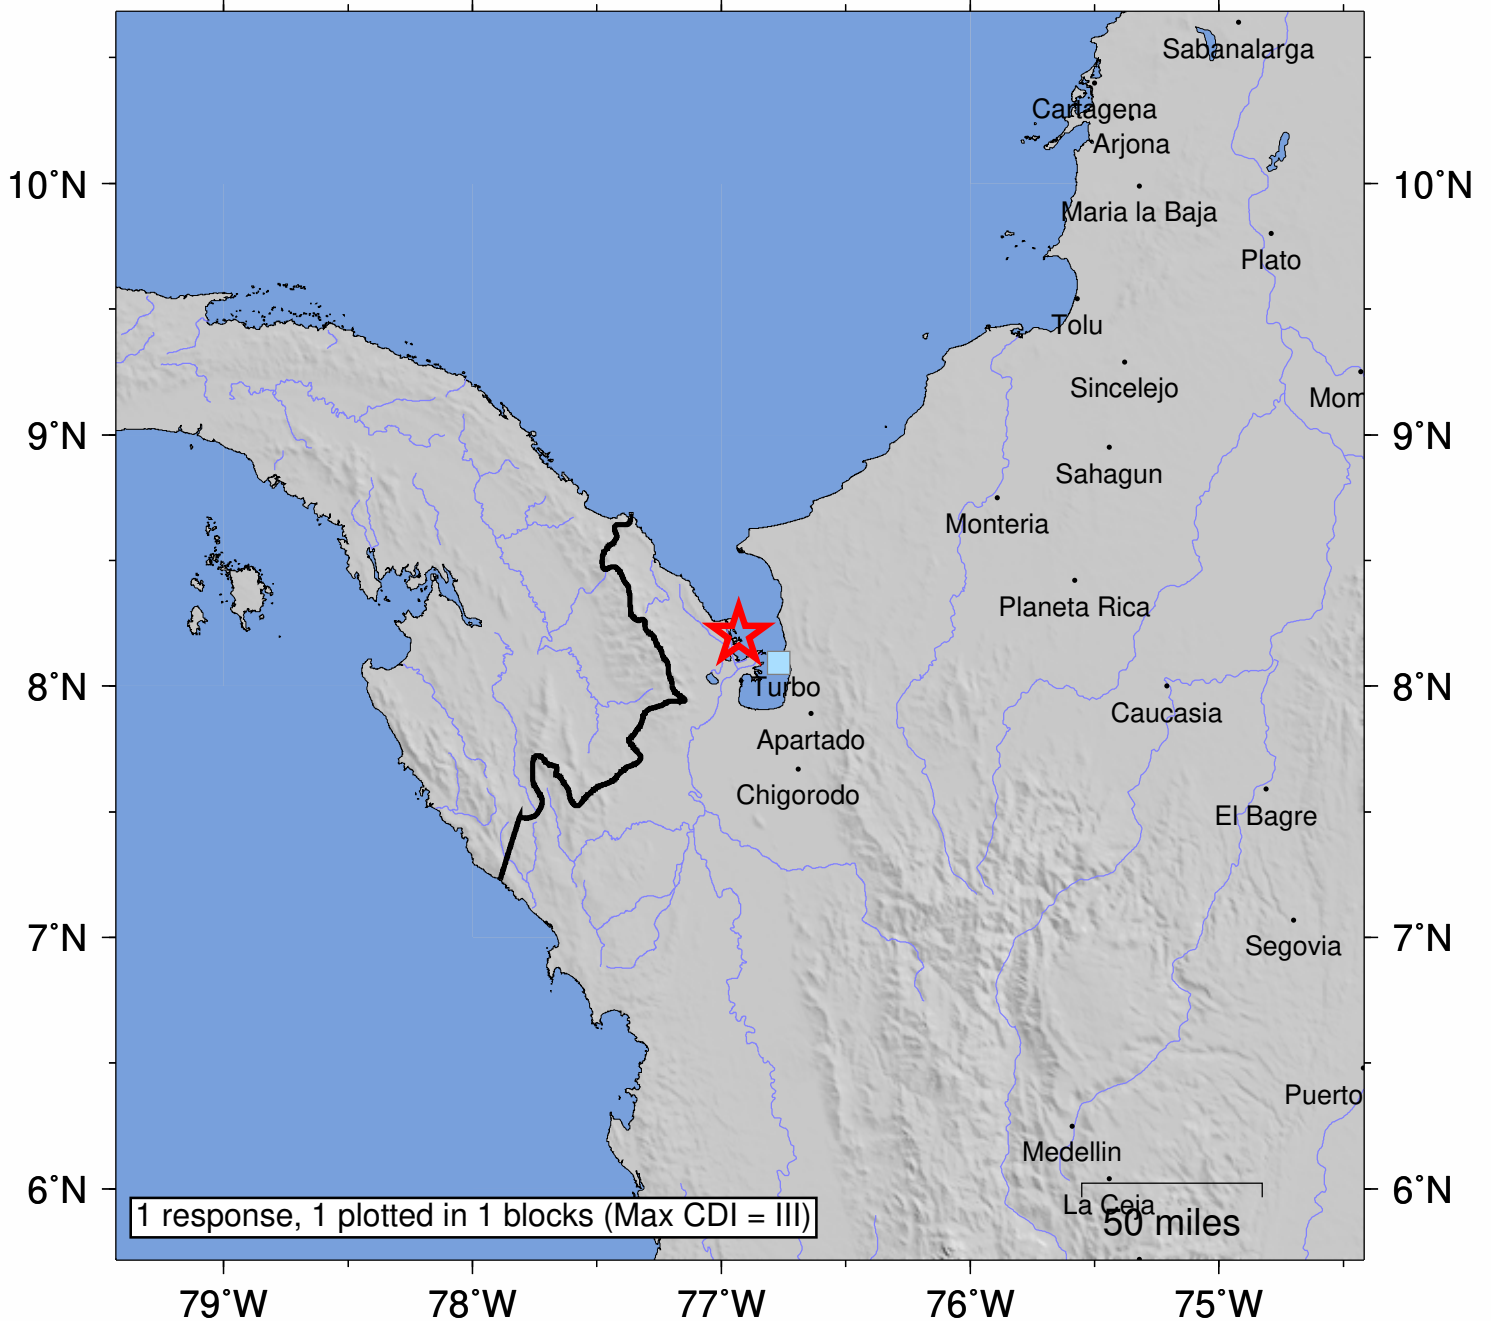 Sabanalarga
Cartagena
Arjona
10°N
10°N
Maria la Baja
Plato
Tolu
Sincelejo
Mom
9°N
9°N
Sahagun
Monteria
Planeta Rica
8°N
8°N
Turbo
Caucasia
Apartado
Chigorodo
El Bagre
7°N
7°N
Segovia
Puerto
Medellin
6°N
6°N
La Ceja
1 response, 1 plotted in 1 blocks (Max CDI = III)
50 miles
79°W
78°W
77°W
76°W
75°W